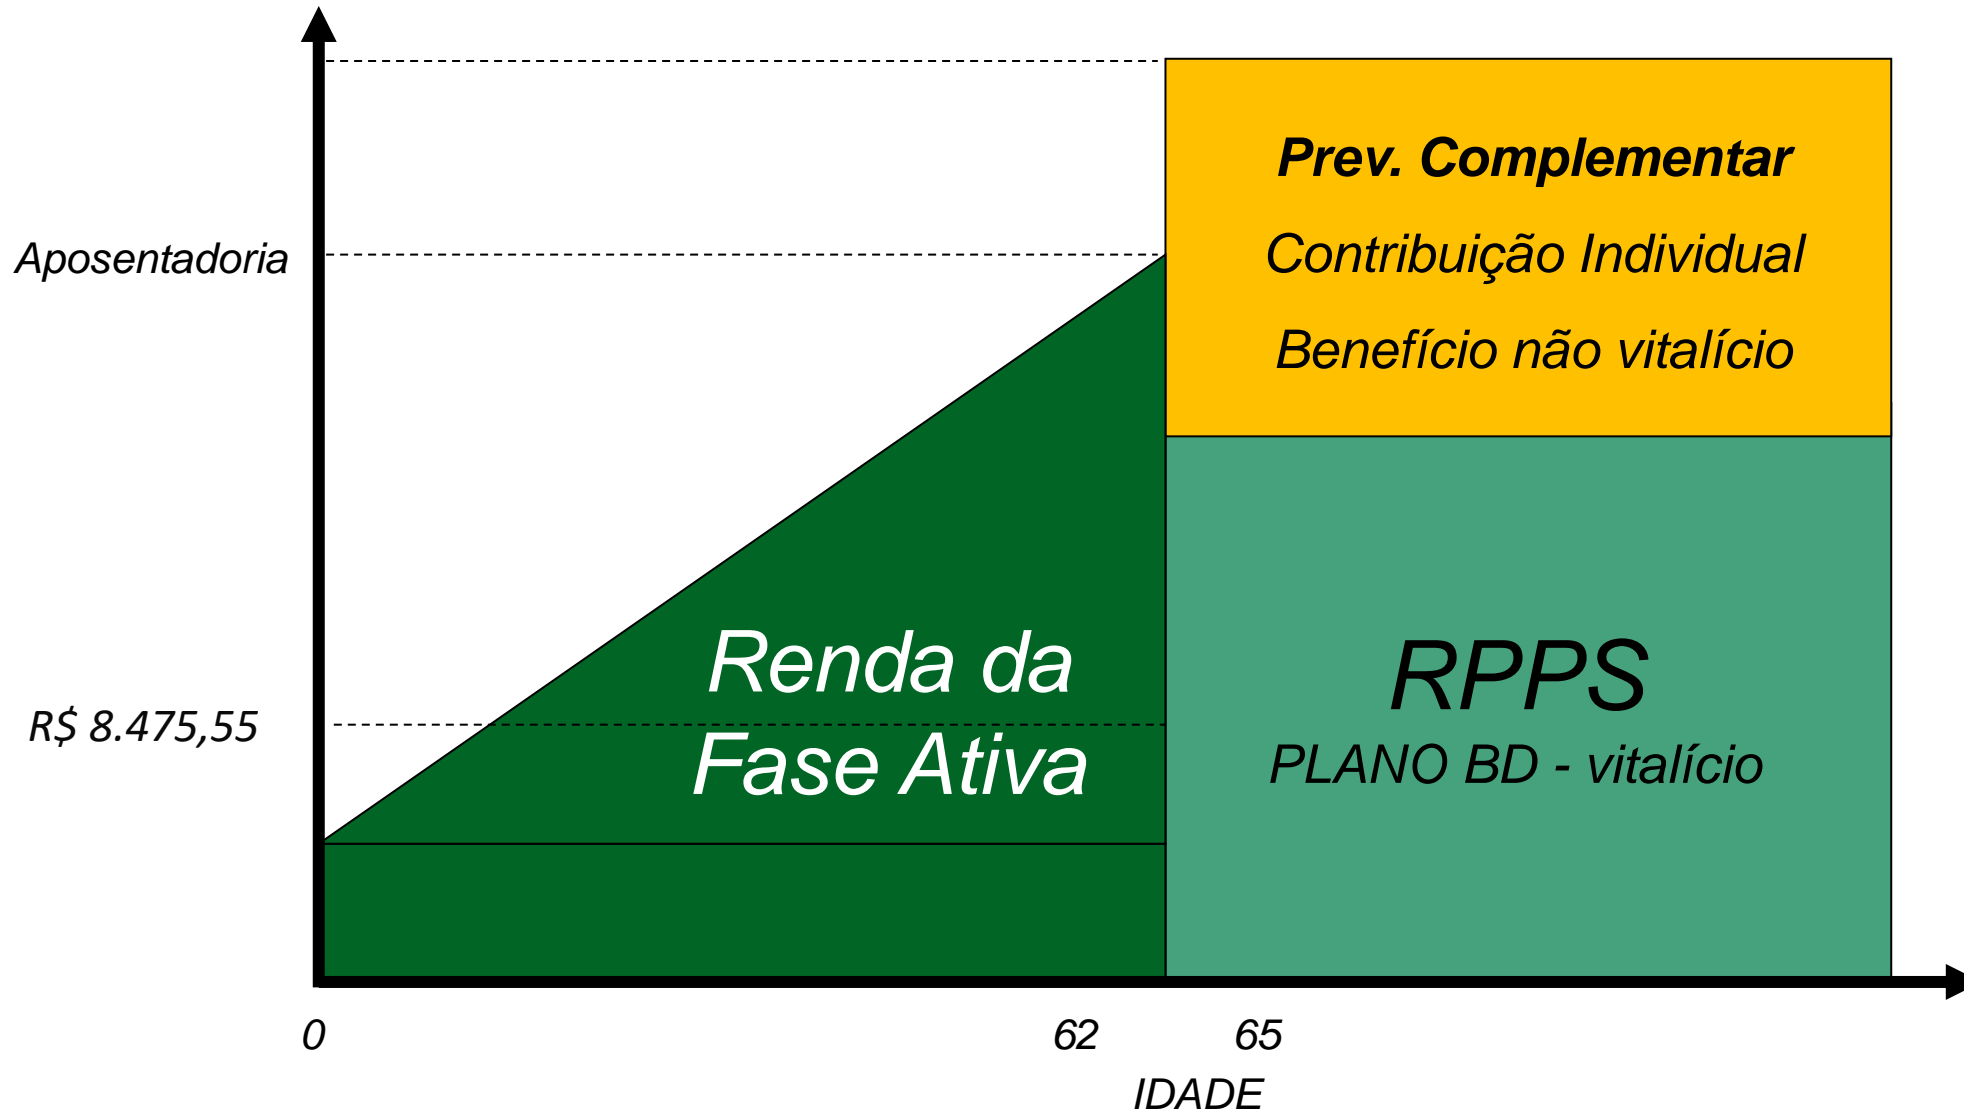 Prev. Complementar
Contribuição Individual
Benefício não vitalício
Aposentadoria
Renda da
Fase Ativa
RPPS
PLANO BD - vitalício
R$ 8.475,55
0
62
65
IDADE